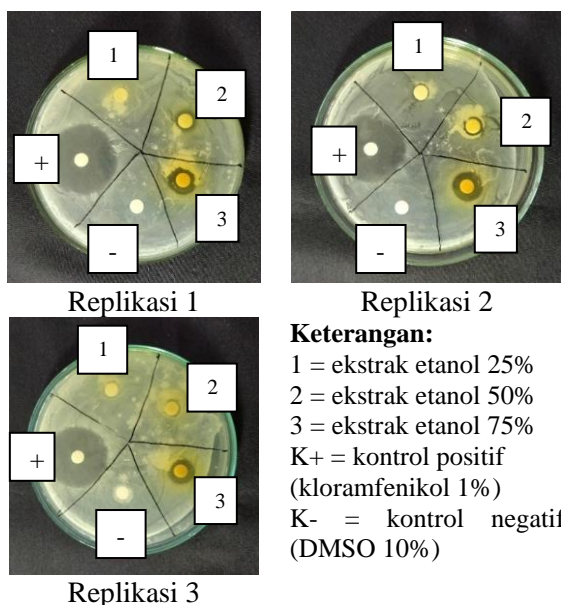 1
2
+
3
-
Replikasi 1
1
2
+
3
-
Replikasi 2
1
2
+
3
-
Replikasi 3
Keterangan:
1 = ekstrak etanol 25%
2 = ekstrak etanol 50%
3 = ekstrak etanol 75%
K+ = kontrol positif
(kloramfenikol 1%)
K- = kontrol negatif
(DMSO 10%)